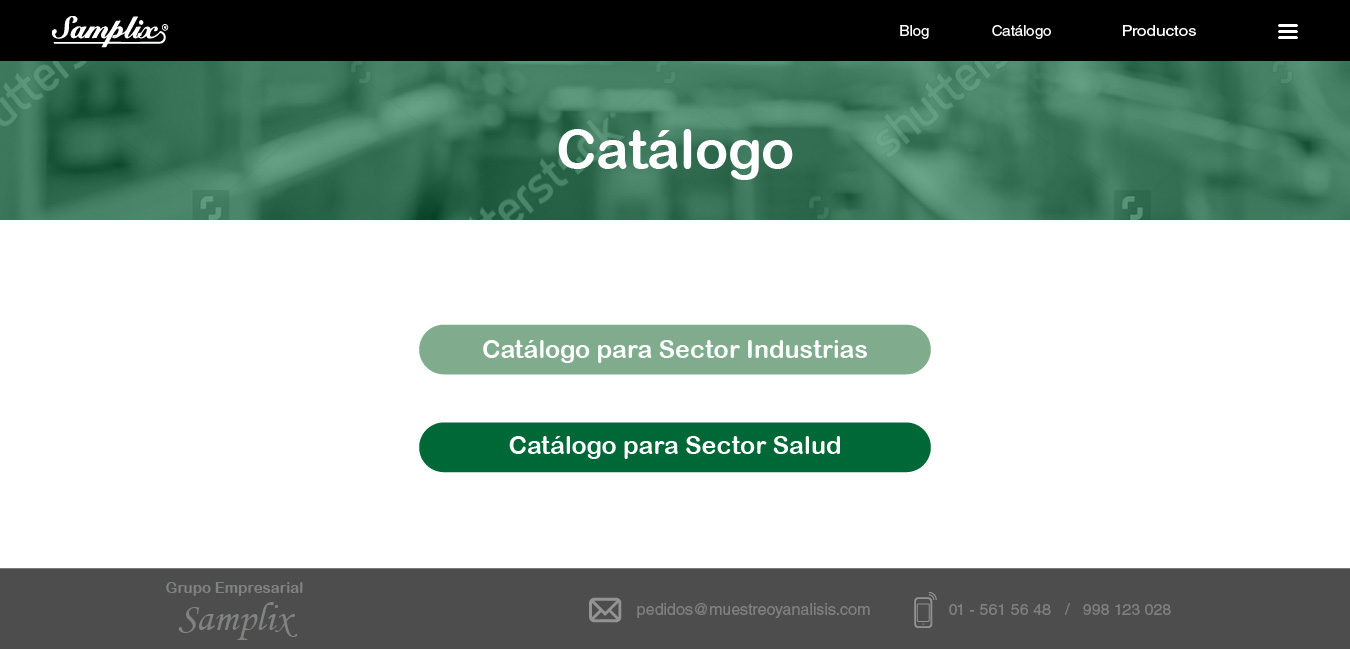 Samplix®
Blog
Catálogo
Productos
Catálogo
Catálogo para Sector Industrias
Catálogo para Sector Salud
Grupo Empresarial
Samplix
pedidos@muestreoyanalisis.com
01 - 561 56 48 / 998 123 028